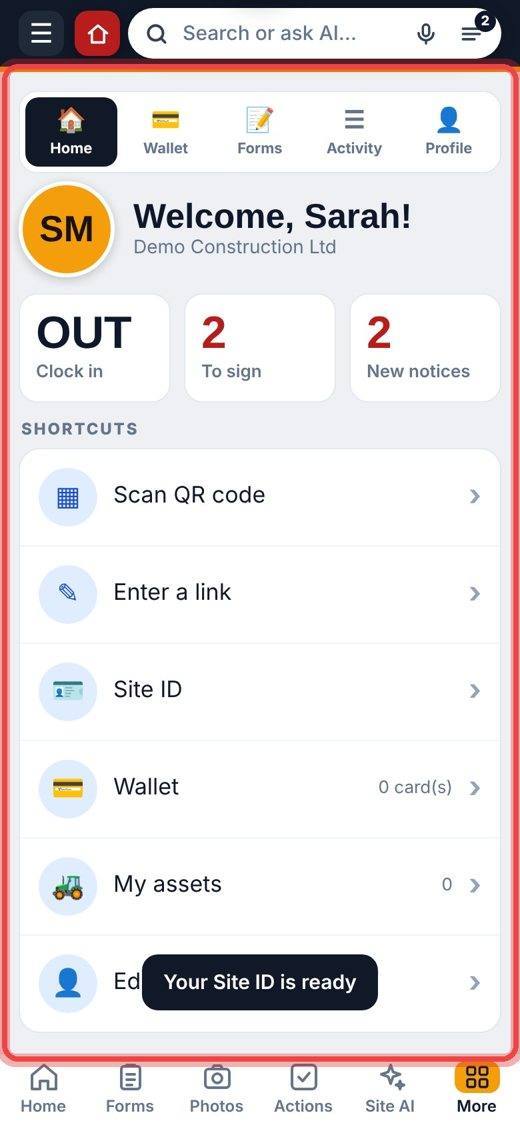 Search or ask AI...
2
Home
Wallet
Forms
Activity
Profile
SM
Welcome, Sarah!
Demo Construction Ltd
OUT
Clock in
2
To sign
2
New notices
SHORTCUTS
Scan QR code
Enter a link
Site ID
Wallet
0 card(s)
My assets
0
Ed
Your Site ID is ready
Home
Forms
Photos
Actions
Site AI
More